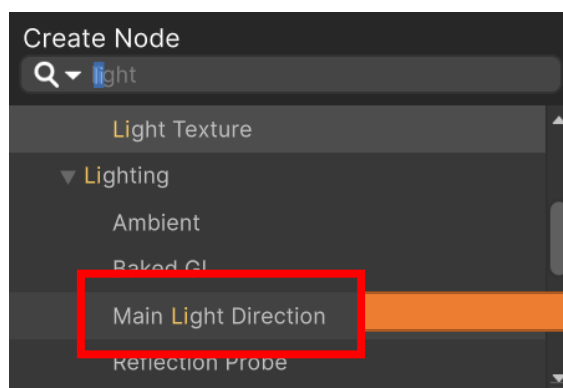 Create Node
light
Light Texture
Lighting
Ambient
Baked GI
Main Light Direction
Reflection Probe